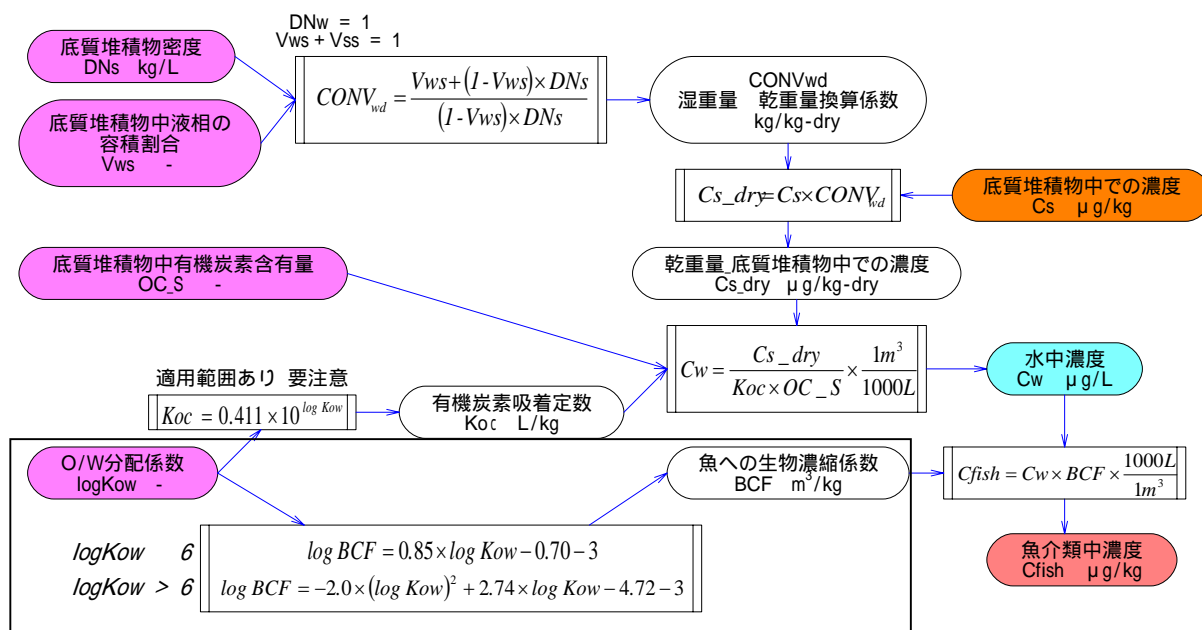 DNw = 1
Vws + Vss = 1
底質堆積物密度
DNs kg/L
底質堆積物中液相の
容積割合
Vws -
CONV_{wd} = \frac{Vws+(1-Vws)×DNs}{(1-Vws)×DNs}
CONVwd
湿重量 乾重量換算係数
kg/kg-dry
Cs_dry=Cs×CONV_{wd}
底質堆積物中での濃度
Cs μg/kg
底質堆積物中有機炭素含有量
OC_S -
乾重量_底質堆積物中での濃度
Cs_dry μg/kg-dry
Cw = \frac{Cs_dry}{Koc×OC_S} × \frac{1m^3}{1000L}
水中濃度
Cw μg/L
適用範囲あり 要注意
Koc = 0.411×10^{log Kow}
有機炭素吸着定数
Koc L/kg
O/W分配係数
logKow -
魚への生物濃縮係数
BCF m^3/kg
Cfish = Cw×BCF×\frac{1000L}{1m^3}
logKow 6
log BCF = 0.85×log Kow-0.70-3
logKow > 6
log BCF = -2.0×(log Kow)^2+2.74×log Kow-4.72-3
魚介類中濃度
Cfish μg/kg